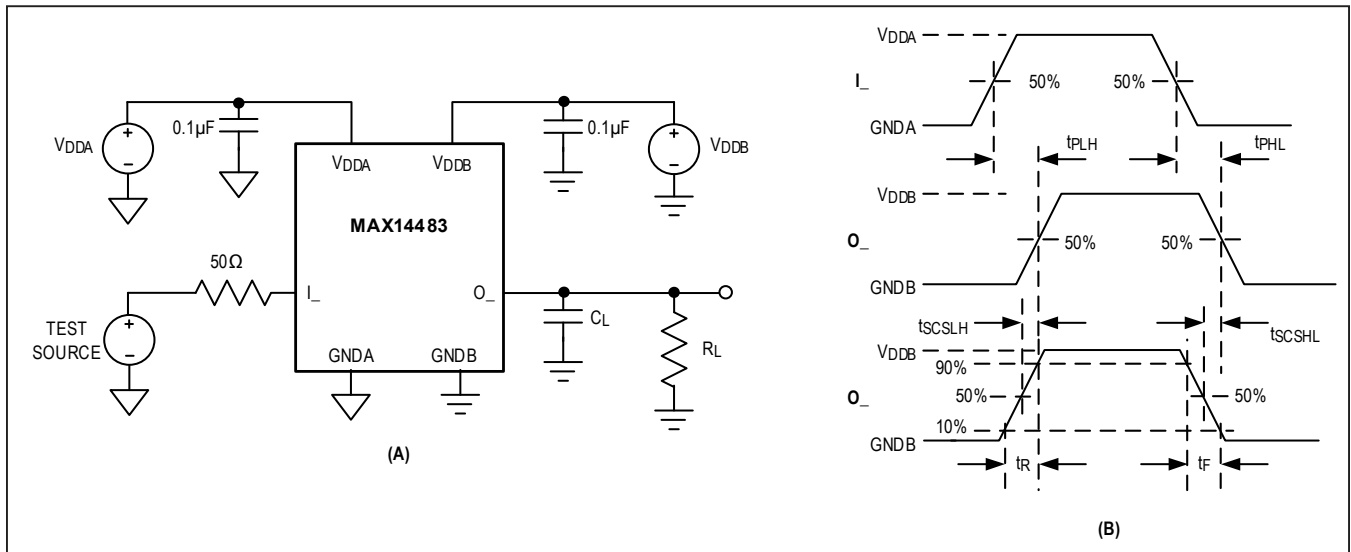 VDDA
0.1µF
0.1µF
VDDB
VDDA
VDDB
MAX14483
50Ω
I_
O_
TEST
SOURCE
GNDA
GNDB
CL
RL
(A)
VDDA
I_
50%
50%
GNDA
tPLH
tPHL
VDDB
O_
50%
50%
GNDB
tSCSLH
tSCSHL
VDDB
90%
50%
50%
O_
10%
GNDB
tR
tF
(B)